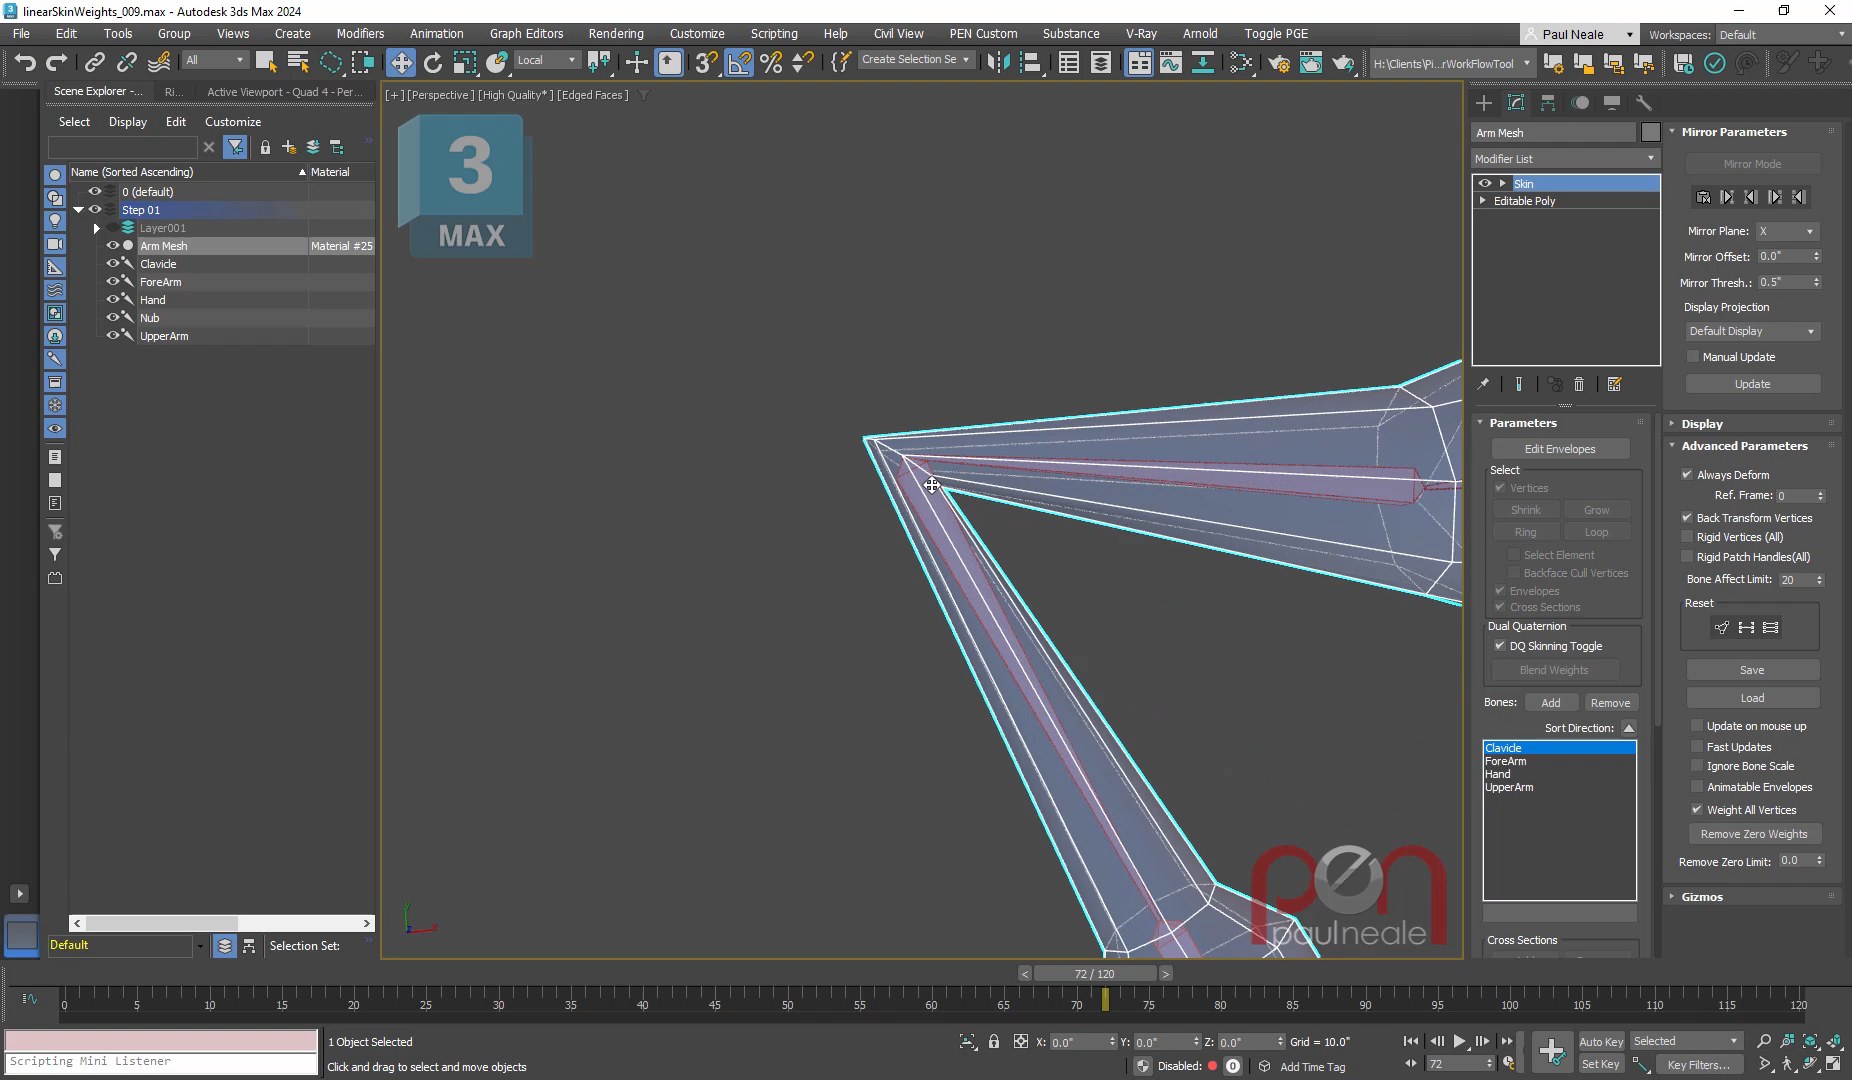 linearSkinWeights_009.max - Autodesk 3ds Max 2024
File Edit Tools Group Views Create Modifiers Animation Graph Editors Rendering Customize Scripting Help Civil View PEN Custom Substance V-Ray Arnold Toggle PGE
Paul Neale
Workspaces: Default
All
Local
Create Selection Se
H:\Clients\Pi...rWorkFlowTool
Scene Explorer -...
Ri...
Active Viewport - Quad 4 - Per...
Select Display Edit Customize
Name (Sorted Ascending)
Material
0 (default)
Step 01
Layer001
Arm Mesh
Material #25
Clavicle
ForeArm
Hand
Nub
UpperArm
Default
Selection Set:
[+] [Perspective] [High Quality*] [Edged Faces]
3
MAX
pen
paulneale
Arm Mesh
Modifier List
Skin
Editable Poly
Parameters
Edit Envelopes
Select
Vertices
Shrink
Grow
Ring
Loop
Select Element
Backface Cull Vertices
Envelopes
Cross Sections
Dual Quaternion
DQ Skinning Toggle
Blend Weights
Bones:
Add
Remove
Sort Direction:
Clavicle
ForeArm
Hand
UpperArm
Cross Sections
Mirror Parameters
Mirror Mode
Mirror Plane: X
Mirror Offset: 0.0"
Mirror Thresh.: 0.5"
Display Projection
Default Display
Manual Update
Update
Display
Advanced Parameters
Always Deform
Ref. Frame: 0
Back Transform Vertices
Rigid Vertices (All)
Rigid Patch Handles(All)
Bone Affect Limit: 20
Reset
Save
Load
Update on mouse up
Fast Updates
Ignore Bone Scale
Animatable Envelopes
Weight All Vertices
Remove Zero Weights
Remove Zero Limit: 0.0
Gizmos
< 72 / 120 >
0 5 10 15 20 25 30 35 40 45 50 55 60 65 70 75 80 85 90 95 100 105 110 115 120
Scripting Mini Listener
1 Object Selected
Click and drag to select and move objects
X: 0.0" Y: 0.0" Z: 0.0" Grid = 10.0"
Disabled:
0
Add Time Tag
72
Auto Key
Selected
Set Key
Key Filters...